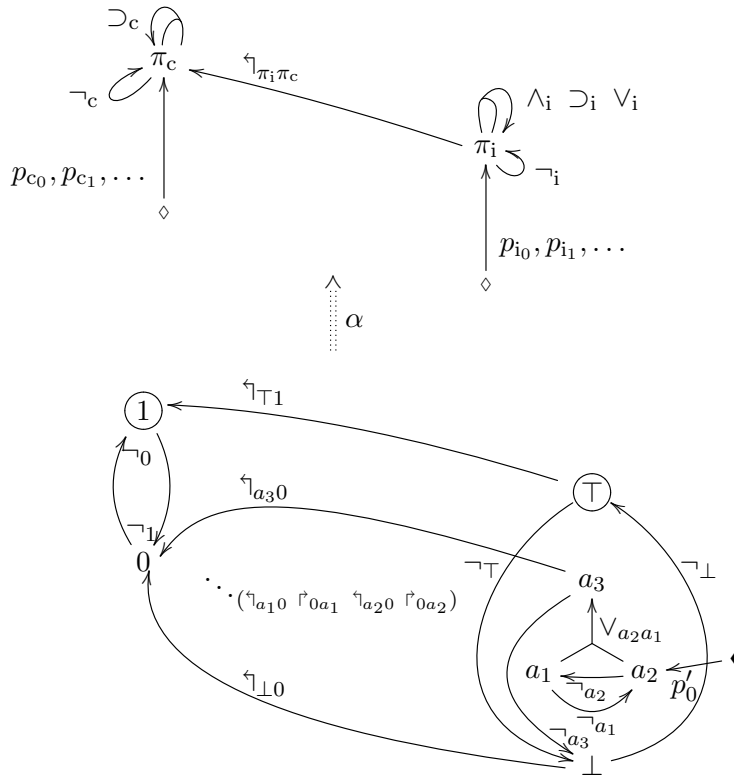 ⊃c
πc
¬c
↰πiπc
∧i ⊃i ∨i
πi
¬i
pc0, pc1, …
◊
pi0, pi1, …
◊
α
1
↰⊤1
¬0
⊤
¬1
0
↰a30
¬⊤
¬⊥
a3
⋱(↰a10 ↱0a1 ↰a20 ↱0a2)
∨a2a1
a1
a2
¬a2
p′0
↰⊥0
¬a1
¬a3
⊥